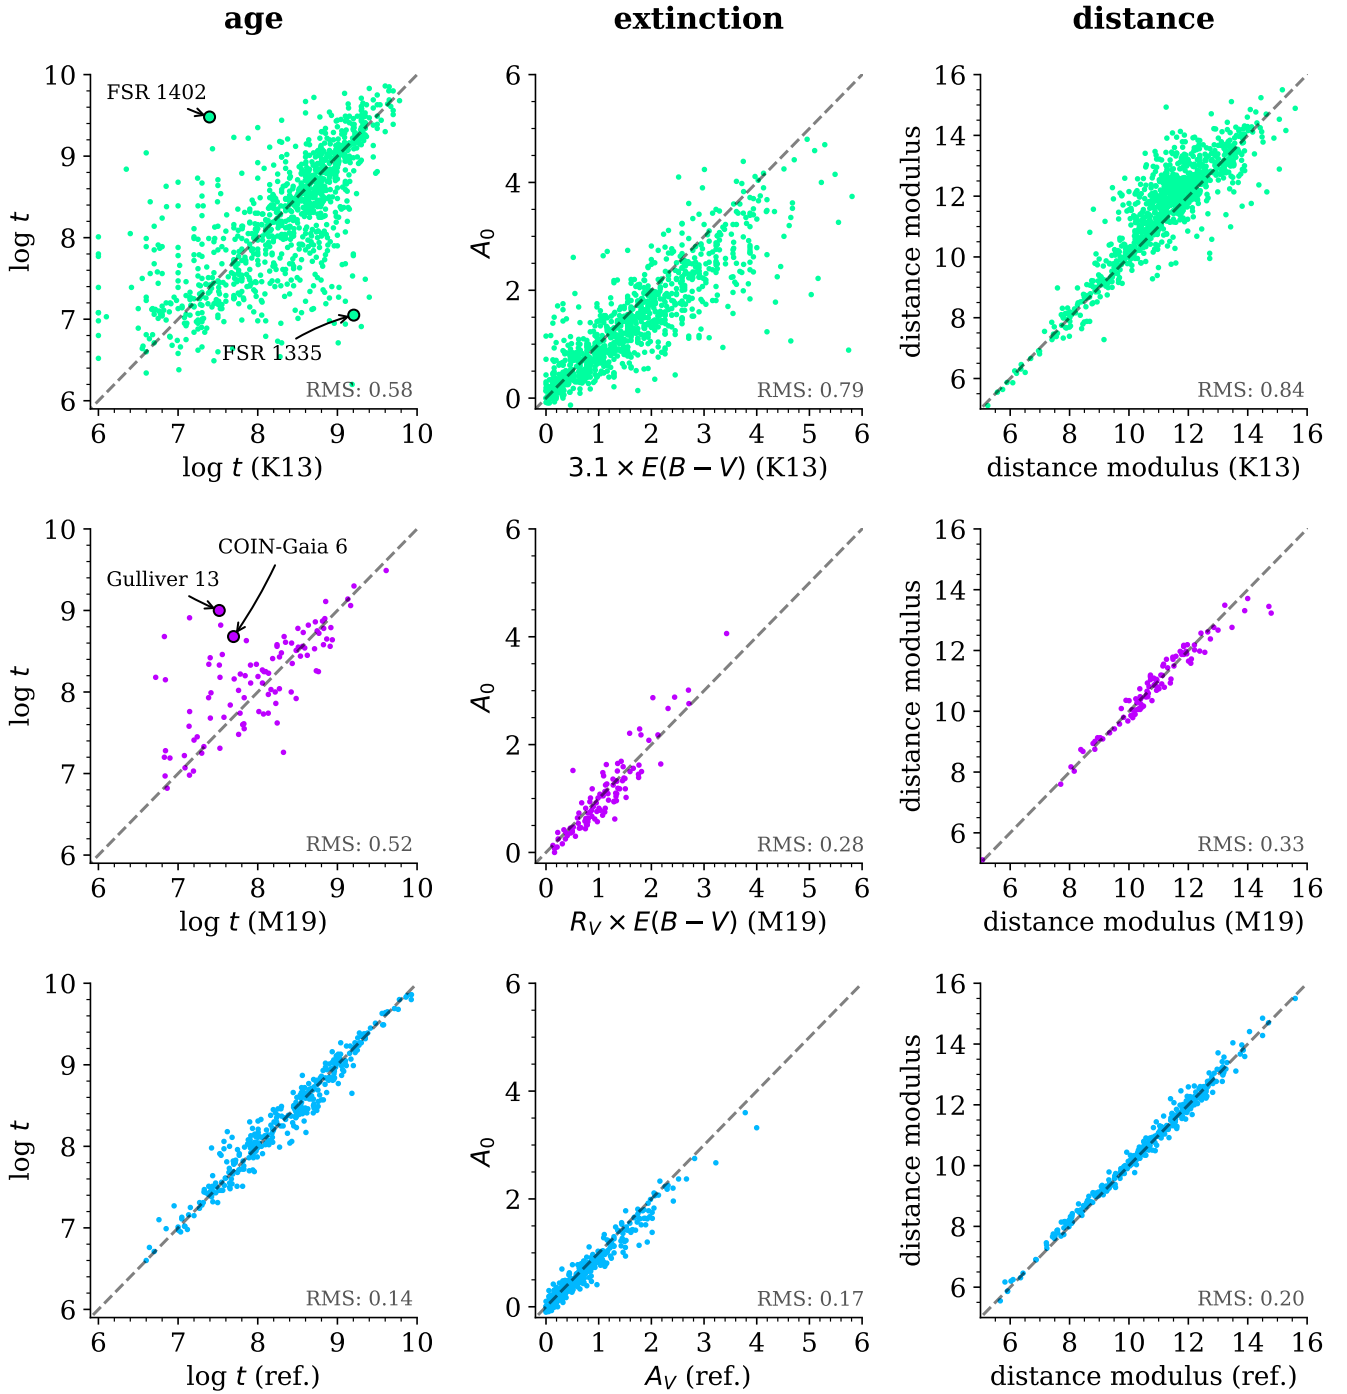 age
extinction
distance
10
9
8
7
6
log t
FSR 1402
FSR 1335
RMS: 0.58
6 7 8 9 10
log t (K13)
6
4
2
0
A0
RMS: 0.79
0 1 2 3 4 5 6
3.1 × E(B − V) (K13)
16
14
12
10
8
6
distance modulus
RMS: 0.84
6 8 10 12 14 16
distance modulus (K13)
10
9
8
7
6
log t
COIN-Gaia 6
Gulliver 13
RMS: 0.52
6 7 8 9 10
log t (M19)
6
4
2
0
A0
RMS: 0.28
0 1 2 3 4 5 6
RV × E(B − V) (M19)
16
14
12
10
8
6
distance modulus
RMS: 0.33
6 8 10 12 14 16
distance modulus (M19)
10
9
8
7
6
log t
RMS: 0.14
6 7 8 9 10
log t (ref.)
6
4
2
0
A0
RMS: 0.17
0 1 2 3 4 5 6
AV (ref.)
16
14
12
10
8
6
distance modulus
RMS: 0.20
6 8 10 12 14 16
distance modulus (ref.)